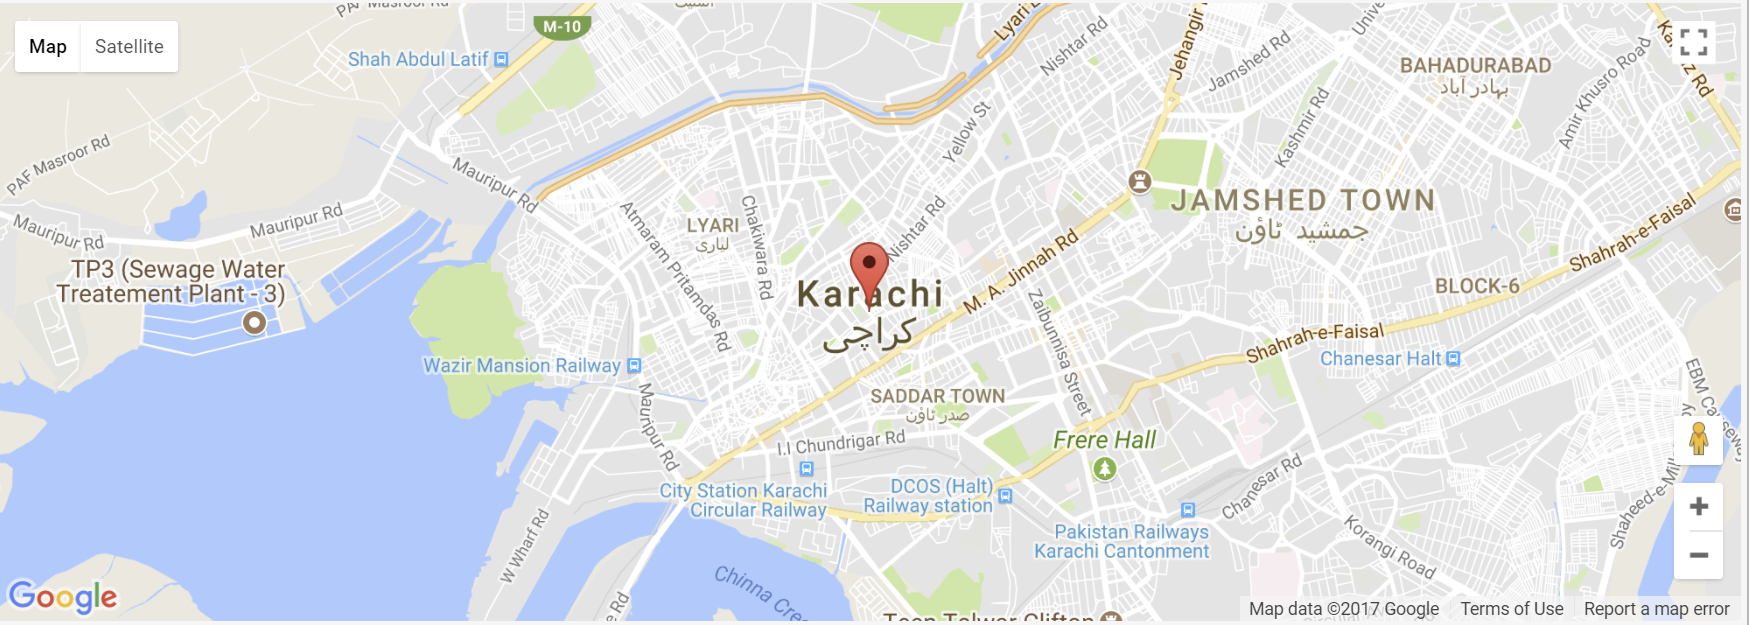 PAF Masroor Rd
M-10
Map
Satellite
Shah Abdul Latif
Lyari E
Nishtar Rd
Jehangir
Jamshed Rd
Unive
BAHADURABAD
بہادر آباد
Amir Khusro Road
Kashmir Rd
Yellow St
PAF Masroor Rd
Mauripur Rd
Mauripur Rd
Mauripur Rd
LYARI
لیاری
Chakiwara Rd
Atmaram Pritamdas Rd
Nishtar Rd
JAMSHED TOWN
جمشید ٹاؤن
Shahrah-e-Faisal
TP3 (Sewage Water
Treatement Plant - 3)
Karachi
کراچی
M. A. Jinnah Rd
Zaibunnisa Street
BLOCK-6
Shahrah-e-Faisal
Chanesar Halt
Wazir Mansion Railway
Mauripur Rd
SADDAR TOWN
صدر ٹاؤن
I.I Chundrigar Rd
Frere Hall
City Station Karachi
Circular Railway
DCOS (Halt)
Railway station
Pakistan Railways
Karachi Cantonment
Chanesar Rd
Korangi Road
W Wharf Rd
Chinna Cre
e Rd
Teen Talwar Clifton
Google
Map data ©2017 Google
Terms of Use
Report a map error